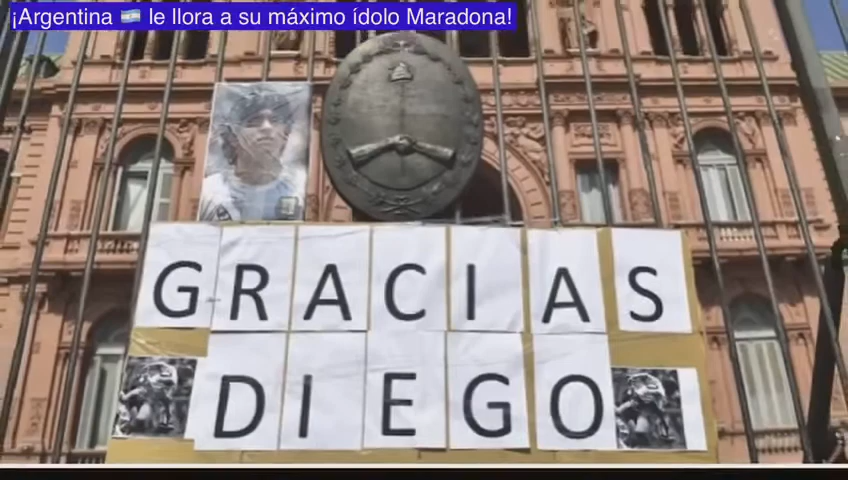 ¡Argentina 🇦🇷 le llora a su máximo ídolo Maradona!
GRACIAS
DIEGO